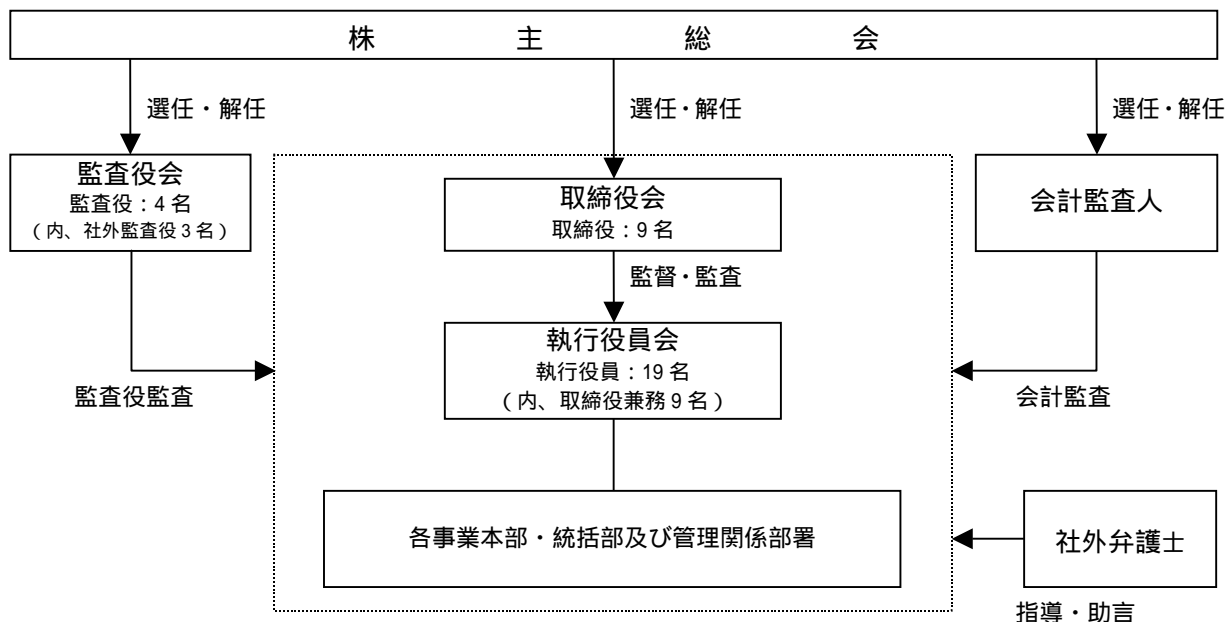 株主総会
選任・解任
選任・解任
選任・解任
監査役会
監査役：4名
（内、社外監査役3名）
取締役会
取締役：9名
会計監査人
監督・監査
執行役員会
執行役員：19名
（内、取締役兼務9名）
監査役監査
会計監査
各事業本部・統括部及び管理関係部署
社外弁護士
指導・助言